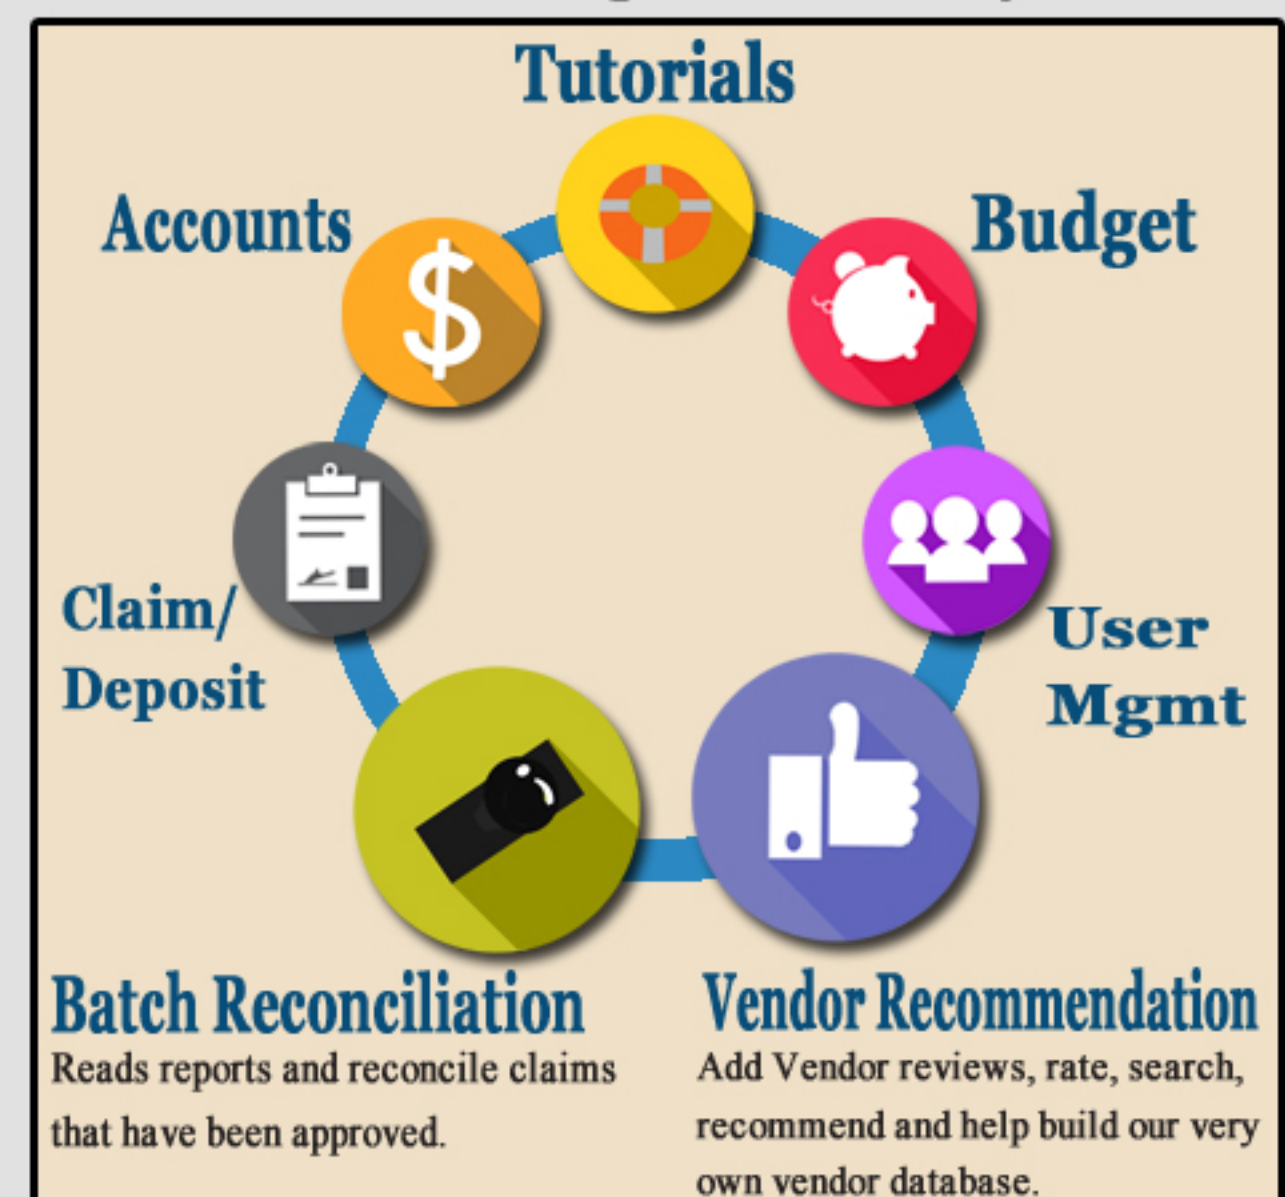 Tutorials
Accounts
Budget
Claim/
Deposit
User
Mgmt
Batch Reconciliation
Reads reports and reconcile claims
that have been approved.
Vendor Recommendation
Add Vendor reviews, rate, search,
recommend and help build our very
own vendor database.